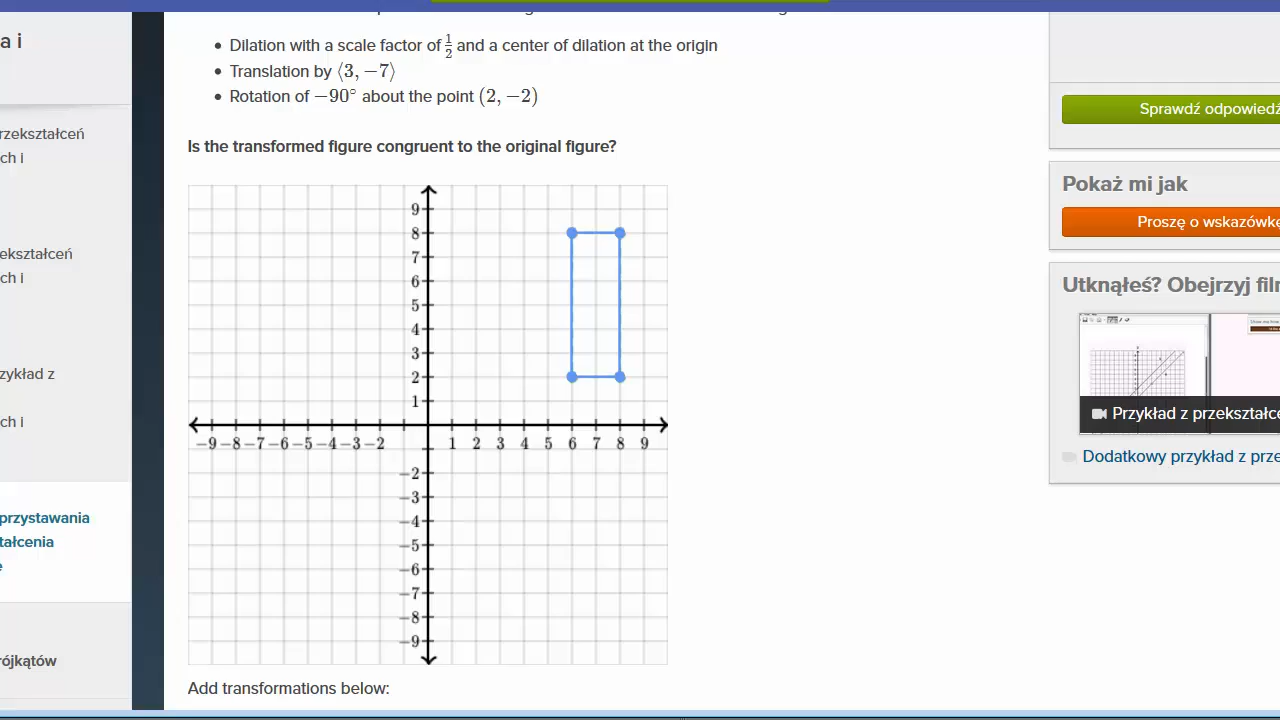 a i
rzekształceń
ch i
ekształceń
ch i
zykład z
ch i
przystawania
tałcenia
e
rójkątów
Dilation with a scale factor of 1/2 and a center of dilation at the origin
Translation by ⟨3, −7⟩
Rotation of −90° about the point (2, −2)
Is the transformed figure congruent to the original figure?
9
8
7
6
5
4
3
2
1
−9 −8 −7 −6 −5 −4 −3 −2 1 2 3 4 5 6 7 8 9
−2
−3
−4
−5
−6
−7
−8
−9
Add transformations below:
Sprawdź odpowiedź
Pokaż mi jak
Proszę o wskazówkę
Utknąłeś? Obejrzyj film
Przykład z przekształce
Dodatkowy przykład z prze